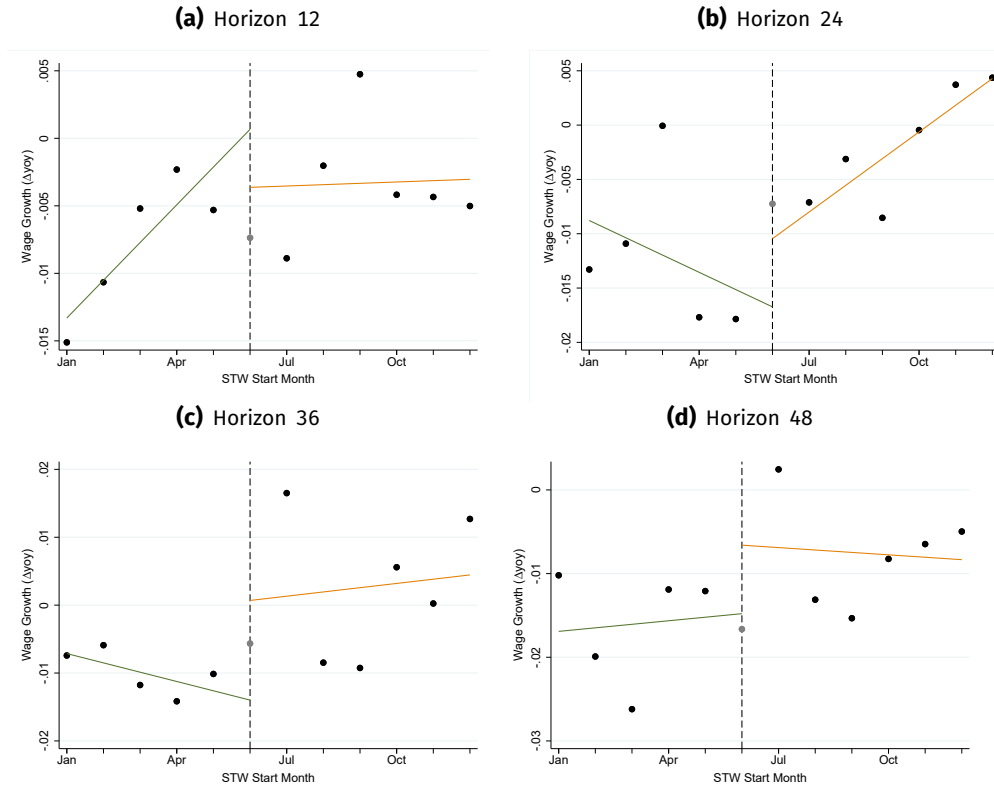 (a) Horizon 12
Wage Growth (Δyoy)
.005
0
-.005
-.01
-.015
Jan Apr Jul Oct
STW Start Month
(b) Horizon 24
Wage Growth (Δyoy)
.005
0
-.005
-.01
-.015
-.02
Jan Apr Jul Oct
STW Start Month
(c) Horizon 36
Wage Growth (Δyoy)
.02
.01
0
-.01
-.02
Jan Apr Jul Oct
STW Start Month
(d) Horizon 48
Wage Growth (Δyoy)
0
-.01
-.02
-.03
Jan Apr Jul Oct
STW Start Month